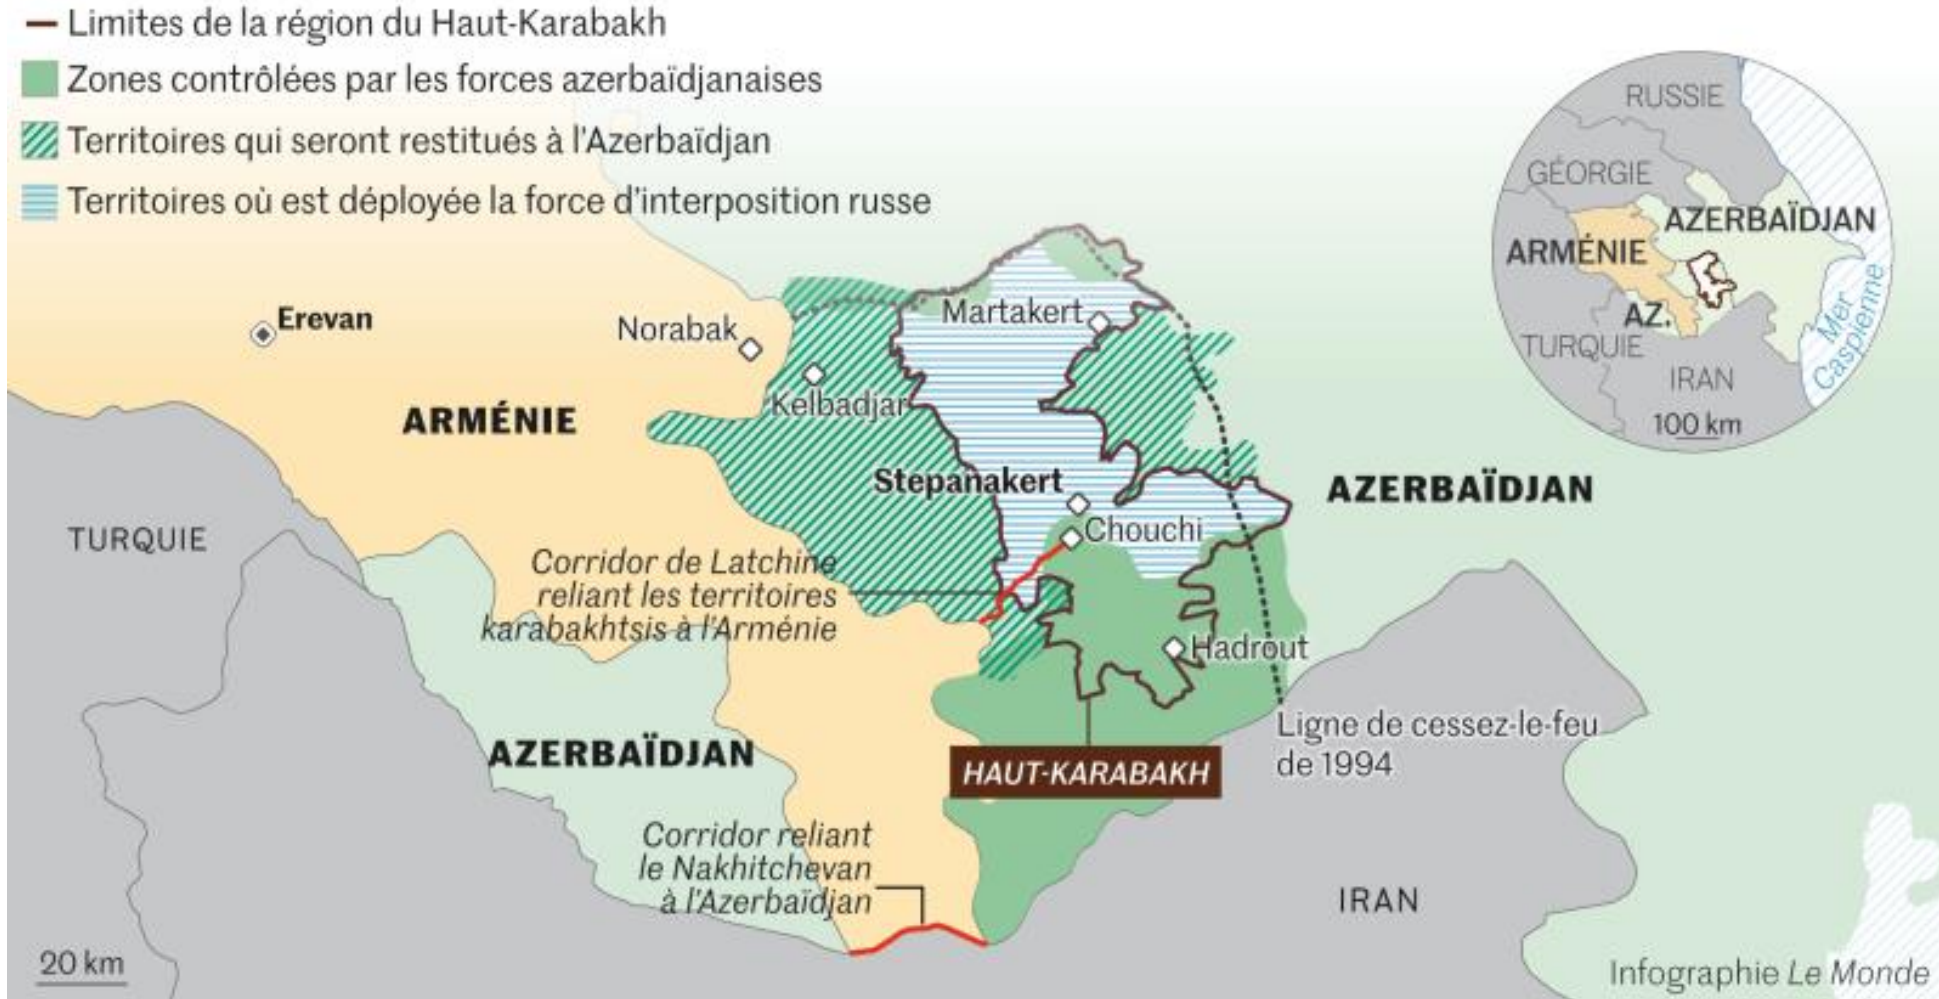 Limites de la région du Haut-Karabakh
Zones contrôlées par les forces azerbaïdjanaises
Territoires qui seront restitués à l'Azerbaïdjan
Territoires où est déployée la force d'interposition russe
RUSSIE
GÉORGIE
AZERBAÏDJAN
ARMÉNIE
AZ.
TURQUIE
IRAN
Mer
Caspienne
100 km
Erevan
Norabak
Martakert
Kelbadjar
ARMÉNIE
Stepanakert
AZERBAÏDJAN
TURQUIE
Chouchi
Corridor de Latchine
reliant les territoires
karabakhtsis à l'Arménie
Hadrout
Ligne de cessez-le-feu
de 1994
AZERBAÏDJAN
HAUT-KARABAKH
Corridor reliant
le Nakhitchevan
à l'Azerbaïdjan
IRAN
20 km
Infographie Le Monde